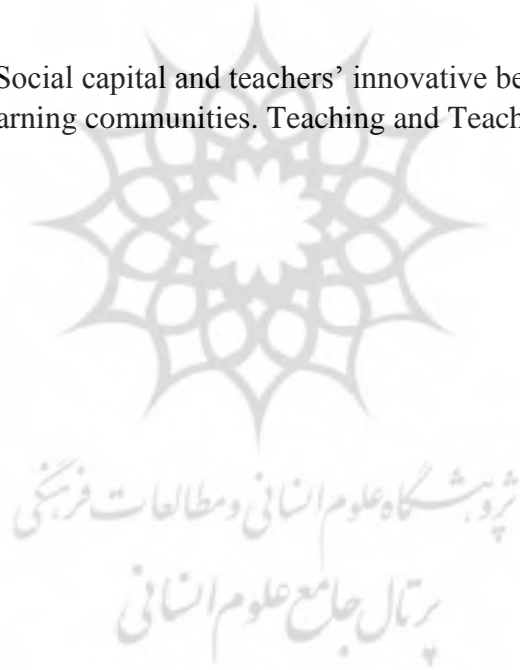 Social capital and teachers’ innovative be
arning communities. Teaching and Teach
پژوهشگاه علوم انسانی و مطالعات فرهنگی
پرتال جامع علوم انسانی